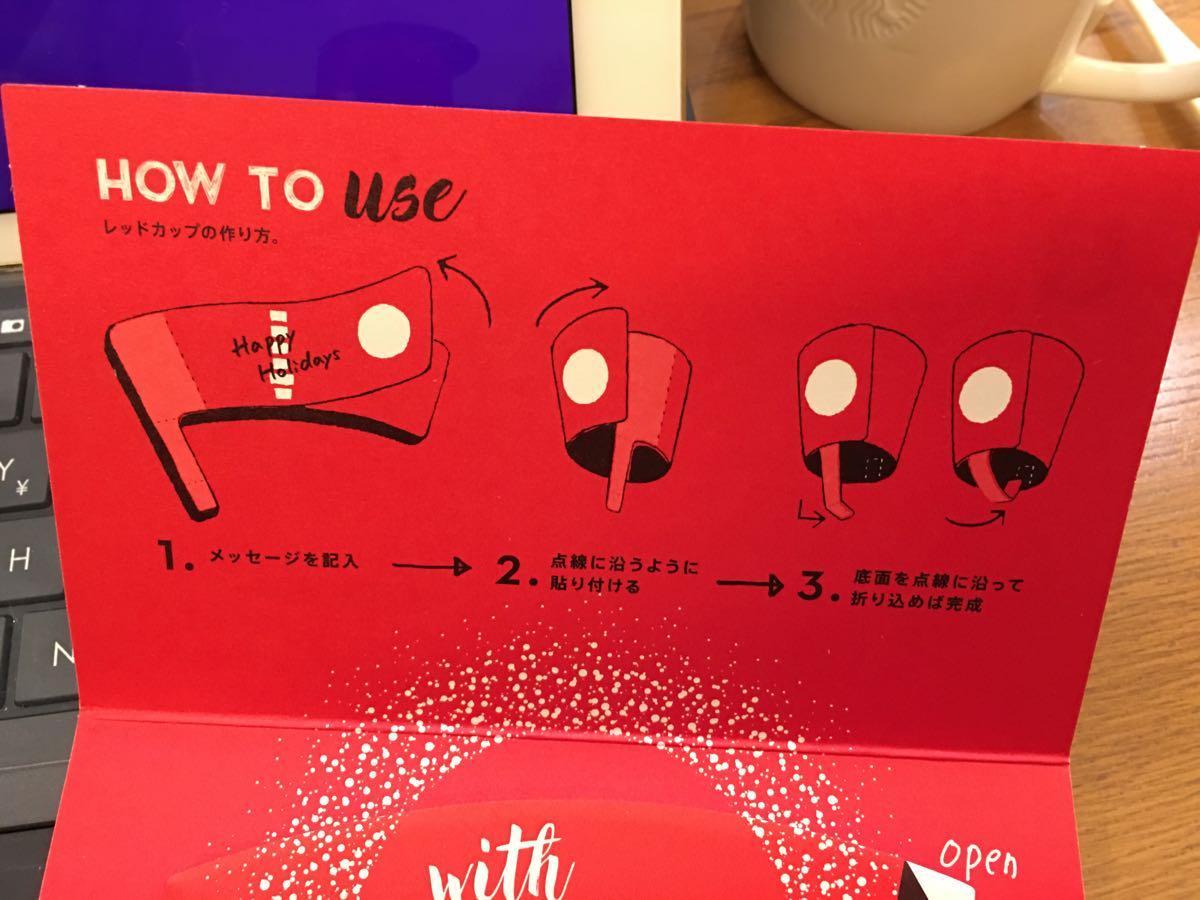 HOW TO use
レッドカップの作り方。
Happy
Holidays
1. メッセージを記入
2. 点線に沿うように
貼り付ける
3. 底面を点線に沿って
折り込めば完成
with
open
Y
¥
H
N